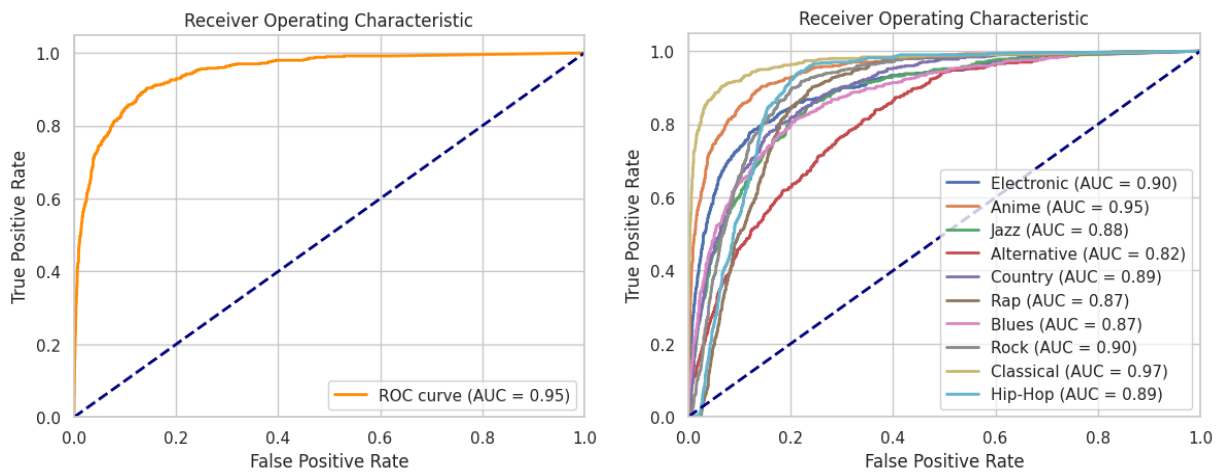 Receiver Operating Characteristic
1.0
0.8
0.6
0.4
0.2
0.0
True Positive Rate
0.0 0.2 0.4 0.6 0.8 1.0
False Positive Rate
ROC curve (AUC = 0.95)
Receiver Operating Characteristic
1.0
0.8
0.6
0.4
0.2
0.0
True Positive Rate
0.0 0.2 0.4 0.6 0.8 1.0
False Positive Rate
Electronic (AUC = 0.90)
Anime (AUC = 0.95)
Jazz (AUC = 0.88)
Alternative (AUC = 0.82)
Country (AUC = 0.89)
Rap (AUC = 0.87)
Blues (AUC = 0.87)
Rock (AUC = 0.90)
Classical (AUC = 0.97)
Hip-Hop (AUC = 0.89)